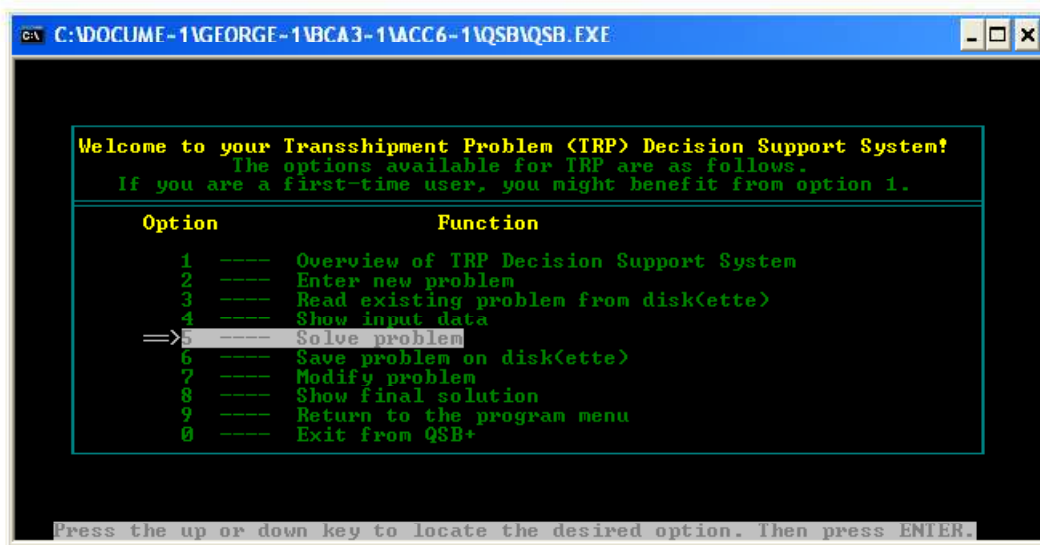 C:\DOCUME~1\GEORGE~1\BCA3-1\ACC6-1\QSB\QSB.EXE
Welcome to your Transshipment Problem (TRP) Decision Support System!
The options available for TRP are as follows.
If you are a first-time user, you might benefit from option 1.
Option Function
1 ---- Overview of TRP Decision Support System
2 ---- Enter new problem
3 ---- Read existing problem from disk(ette)
4 ---- Show input data
==>5 ---- Solve problem
6 ---- Save problem on disk(ette)
7 ---- Modify problem
8 ---- Show final solution
9 ---- Return to the program menu
0 ---- Exit from QSB+
Press the up or down key to locate the desired option. Then press ENTER.